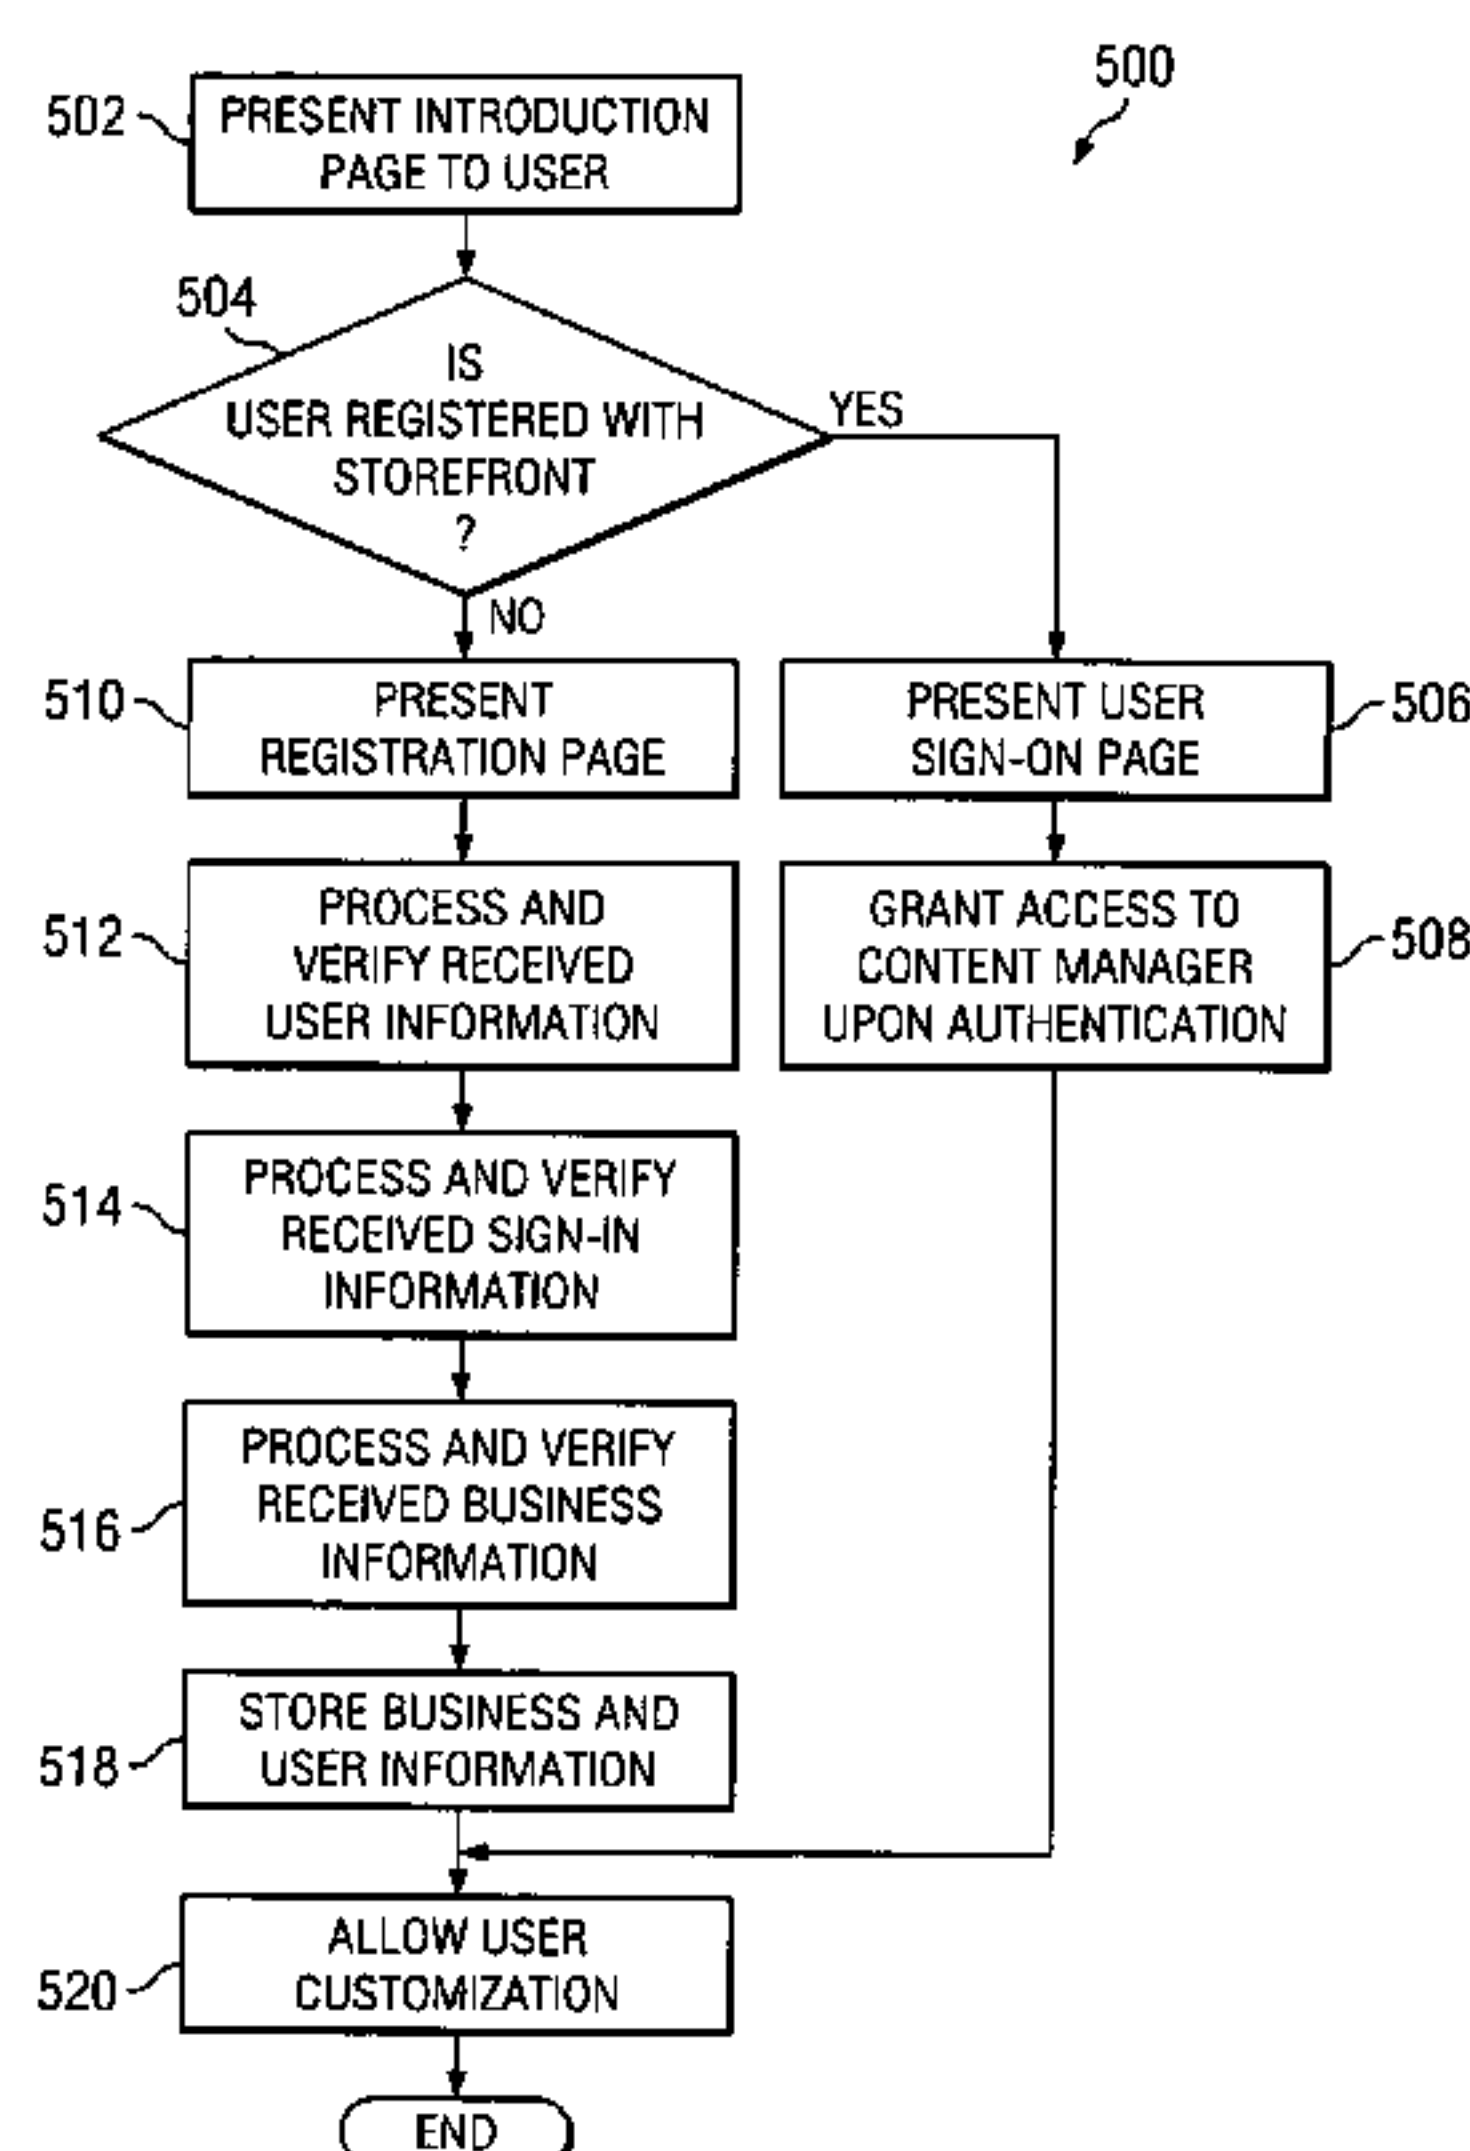 500
502
PRESENT INTRODUCTION
PAGE TO USER
504
IS
USER REGISTERED WITH
STOREFRONT
?
YES
NO
510
PRESENT
REGISTRATION PAGE
PRESENT USER
SIGN-ON PAGE
506
512
PROCESS AND
VERIFY RECEIVED
USER INFORMATION
GRANT ACCESS TO
CONTENT MANAGER
UPON AUTHENTICATION
508
514
PROCESS AND VERIFY
RECEIVED SIGN-IN
INFORMATION
516
PROCESS AND VERIFY
RECEIVED BUSINESS
INFORMATION
518
STORE BUSINESS AND
USER INFORMATION
520
ALLOW USER
CUSTOMIZATION
END